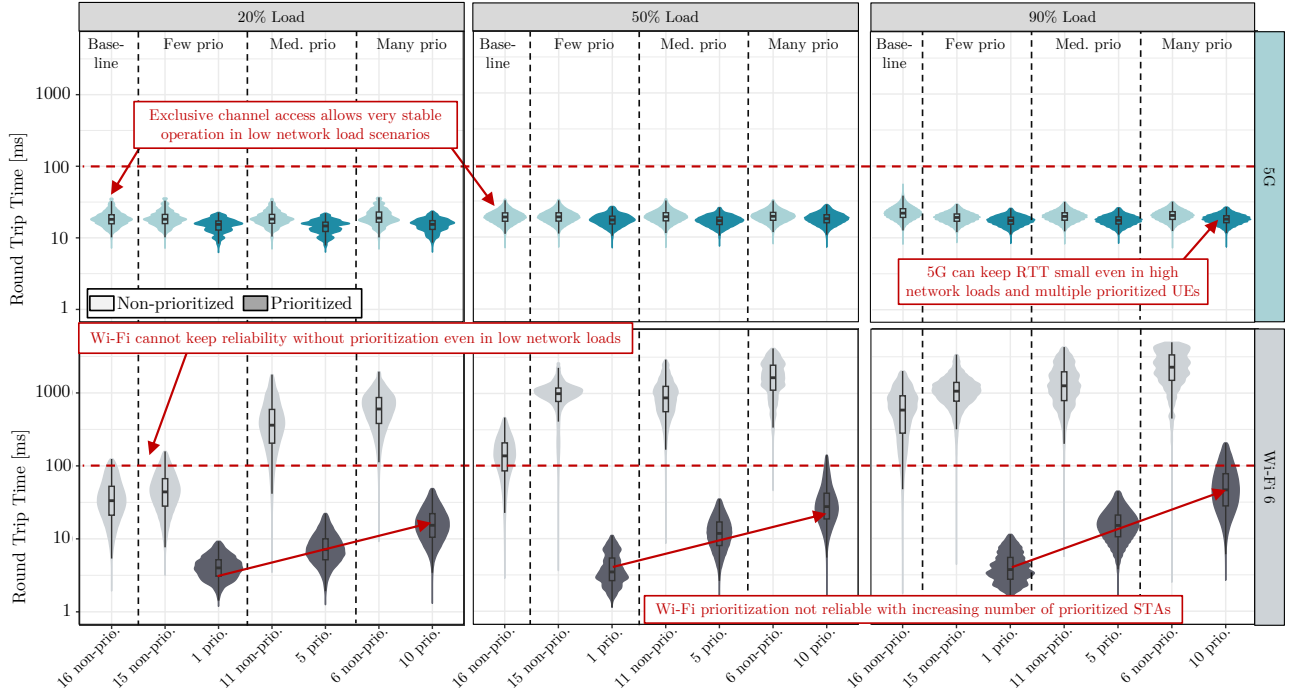 20% Load
50% Load
90% Load
Base-
line
Few prio
Med. prio
Many prio
Base-
line
Few prio
Med. prio
Many prio
Base-
line
Few prio
Med. prio
Many prio
Round Trip Time [ms]
1000
100
10
1
5G
Exclusive channel access allows very stable
operation in low network load scenarios
5G can keep RTT small even in high
network loads and multiple prioritized UEs
Non-prioritized
Prioritized
Wi-Fi cannot keep reliability without prioritization even in low network loads
Round Trip Time [ms]
1000
100
10
1
Wi-Fi 6
Wi-Fi prioritization not reliable with increasing number of prioritized STAs
16 non-prio.
15 non-prio.
1 prio.
11 non-prio.
5 prio.
6 non-prio.
10 prio.
16 non-prio.
15 non-prio.
1 prio.
11 non-prio.
5 prio.
6 non-prio.
10 prio.
16 non-prio.
15 non-prio.
1 prio.
11 non-prio.
5 prio.
6 non-prio.
10 prio.